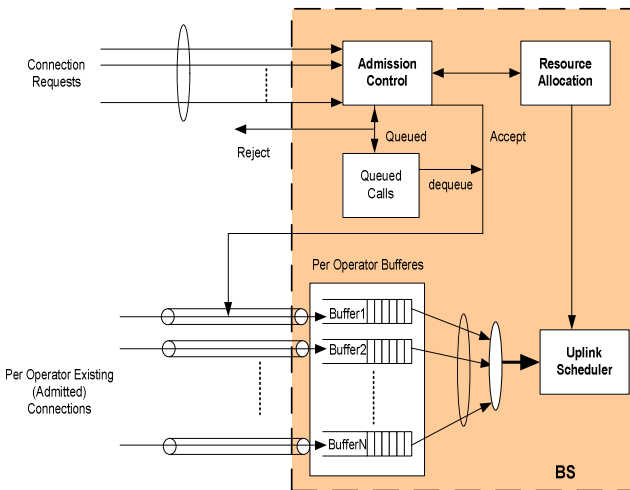 Connection
Requests
Admission
Control
Resource
Allocation
Reject
Queued
Accept
Queued
Calls
dequeue
Per Operator Bufferes
Buffer1
Buffer2
Per Operator Existing
(Admitted)
Connections
Uplink
Scheduler
BufferN
BS